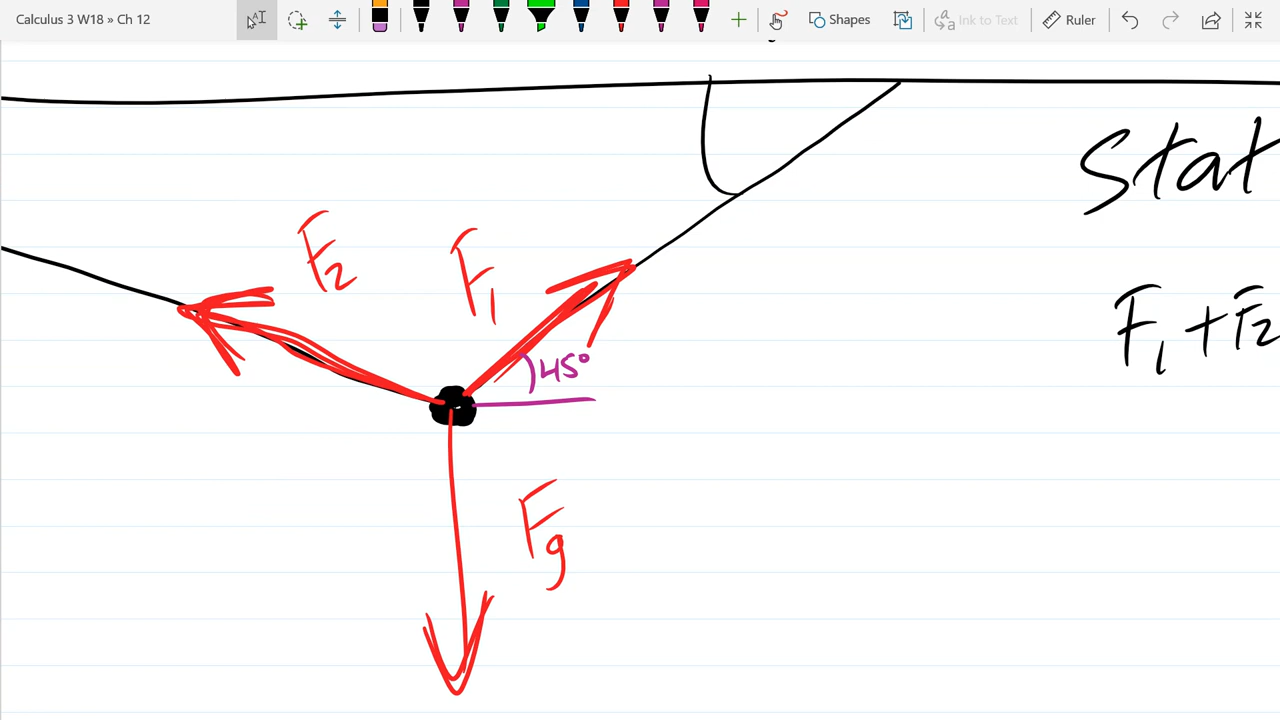 Calculus 3 W18 » Ch 12
Shapes
Ink to Text
Ruler
Stat
F₂
F₁
F₁ + F₂
45°
Fg